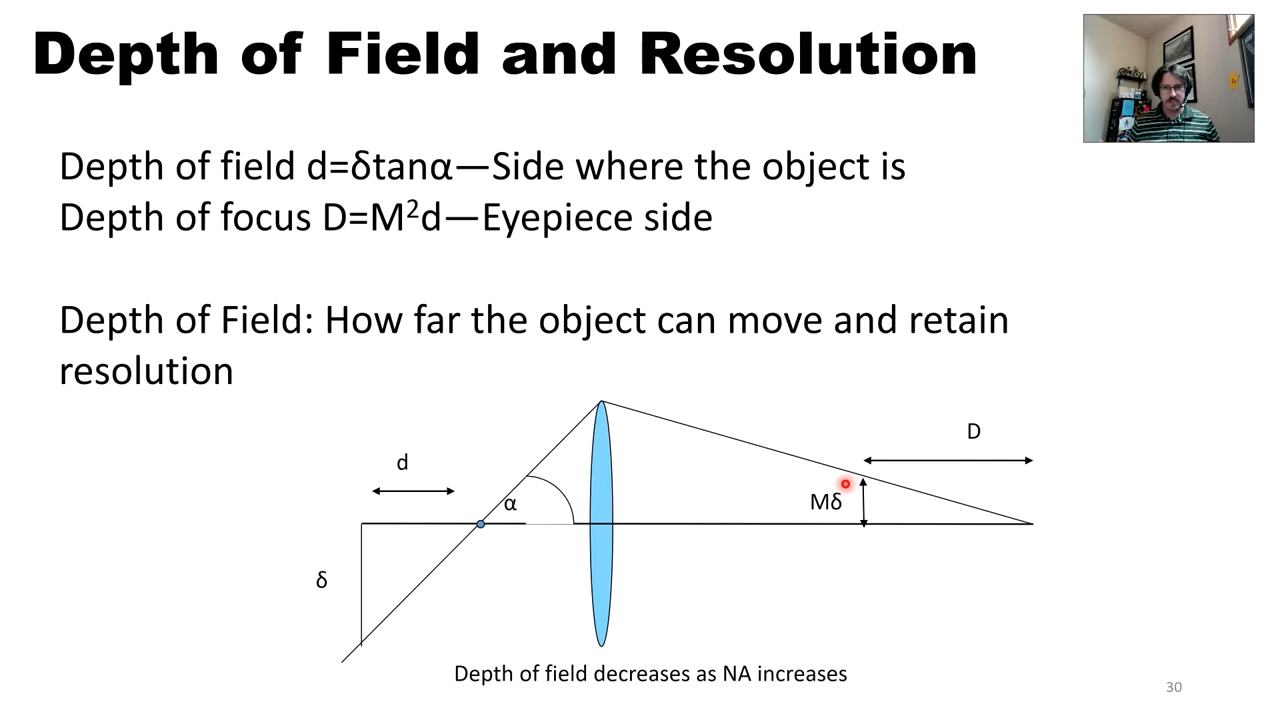 Depth of Field and Resolution
Depth of field d=δtanα—Side where the object is
Depth of focus D=M²d—Eyepiece side
Depth of Field: How far the object can move and retain
resolution
D
d
α
Mδ
δ
Depth of field decreases as NA increases
30